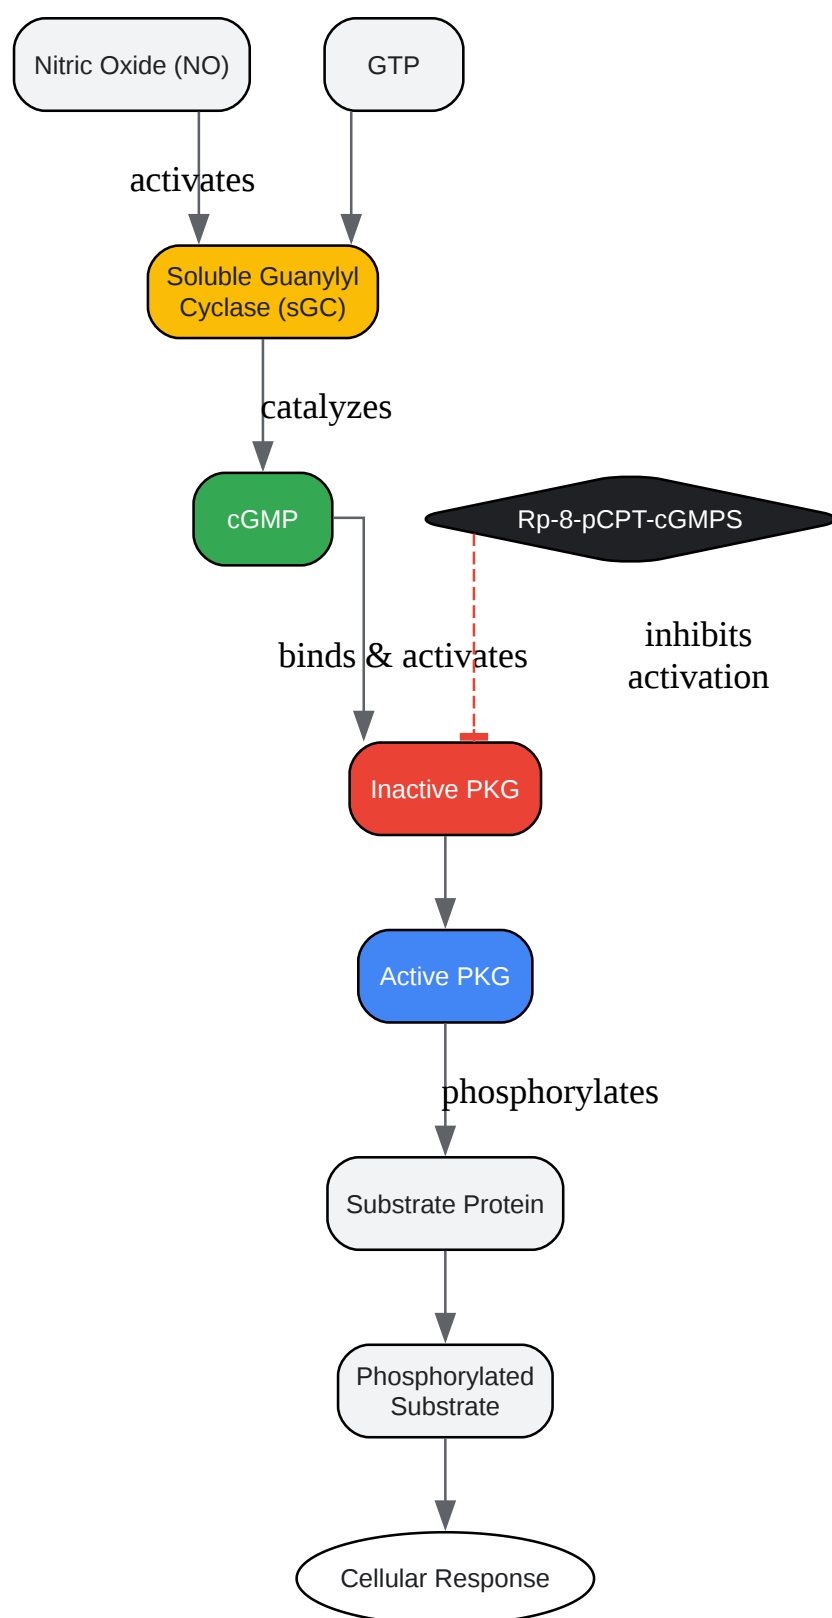 Nitric Oxide (NO)
GTP
activates
Soluble Guanylyl
Cyclase (sGC)
catalyzes
cGMP
Rp-8-pCPT-cGMPS
inhibits
activation
binds & activates
Inactive PKG
Active PKG
phosphorylates
Substrate Protein
Phosphorylated
Substrate
Cellular Response